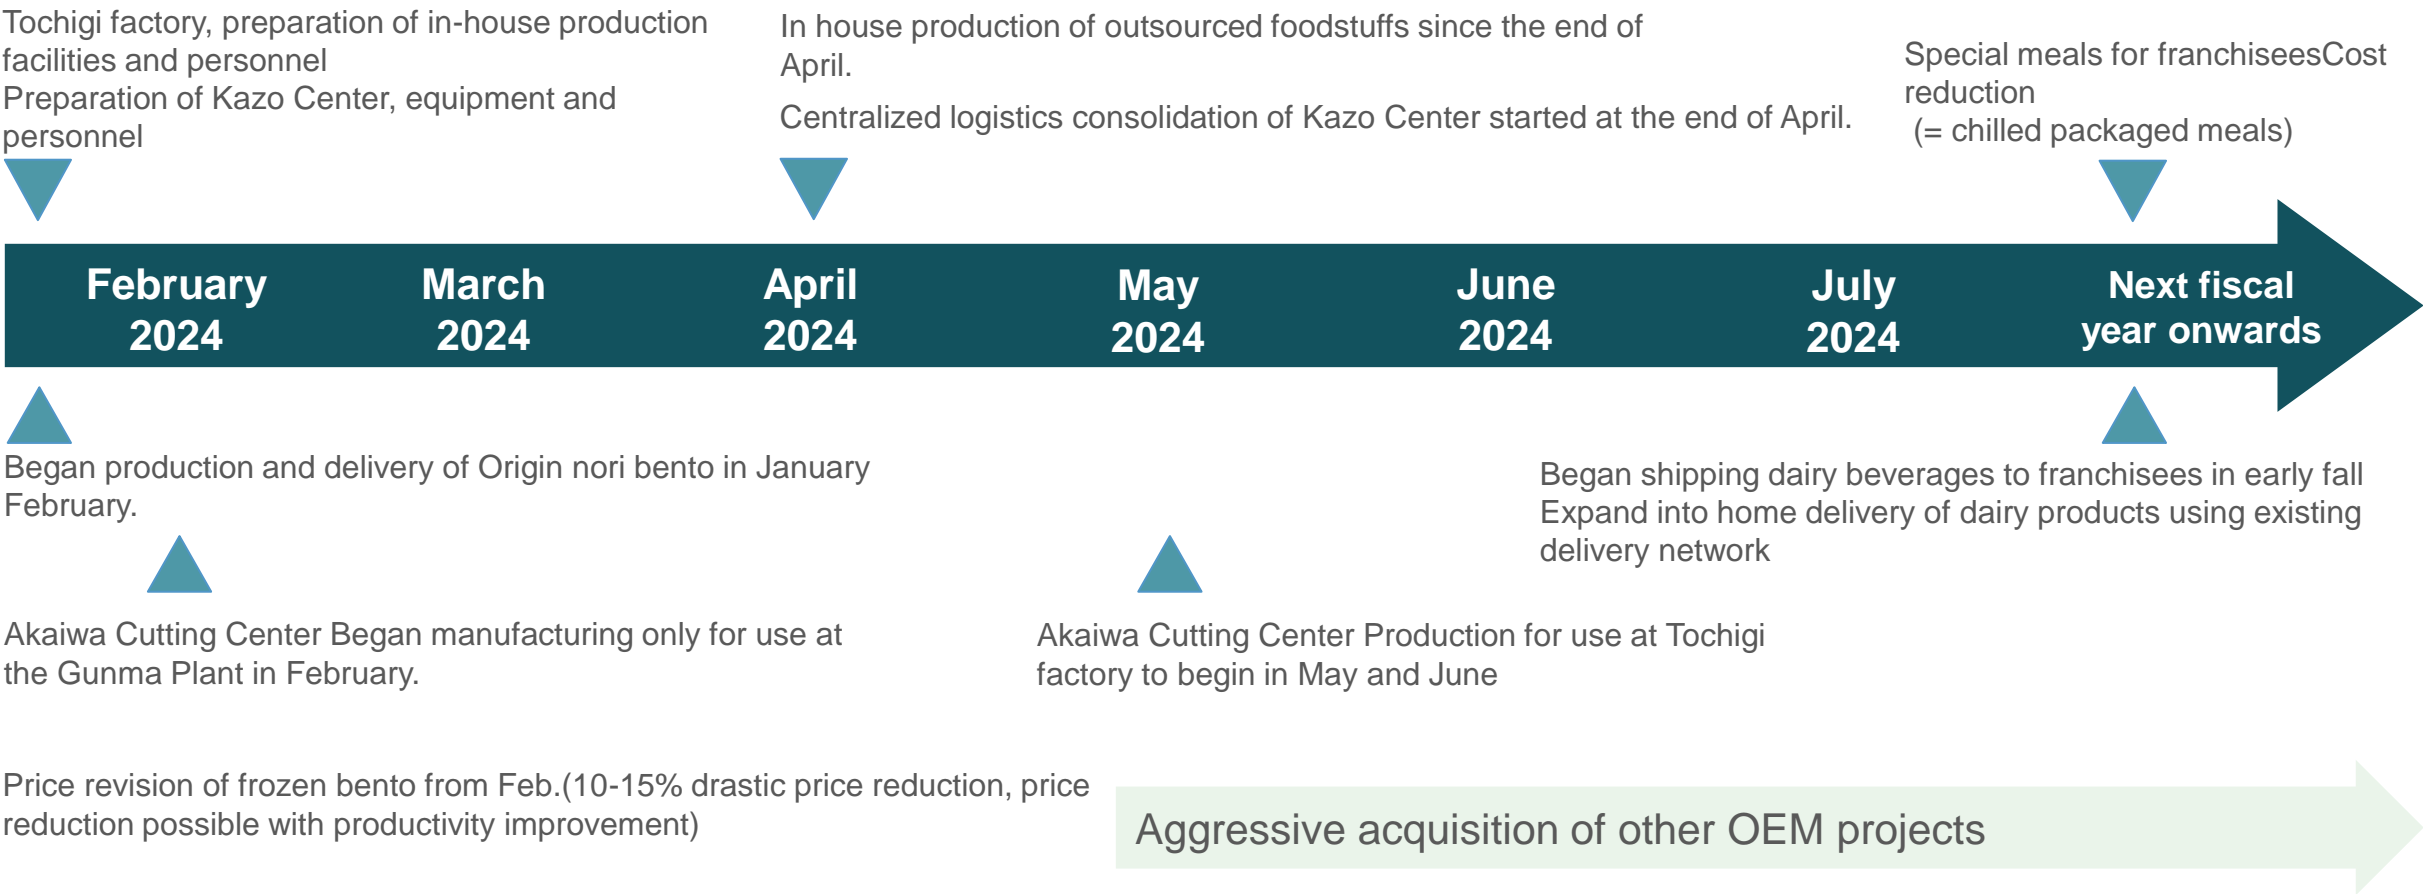 Tochigi factory, preparation of in-house production
facilities and personnel
Preparation of Kazo Center, equipment and
personnel
In house production of outsourced foodstuffs since the end of
April.
Centralized logistics consolidation of Kazo Center started at the end of April.
Special meals for franchiseesCost
reduction
(= chilled packaged meals)
February
2024
March
2024
April
2024
May
2024
June
2024
July
2024
Next fiscal
year onwards
Began production and delivery of Origin nori bento in January
February.
Akaiwa Cutting Center Began manufacturing only for use at
the Gunma Plant in February.
Akaiwa Cutting Center Production for use at Tochigi
factory to begin in May and June
Began shipping dairy beverages to franchisees in early fall
Expand into home delivery of dairy products using existing
delivery network
Price revision of frozen bento from Feb.(10-15% drastic price reduction, price
reduction possible with productivity improvement)
Aggressive acquisition of other OEM projects